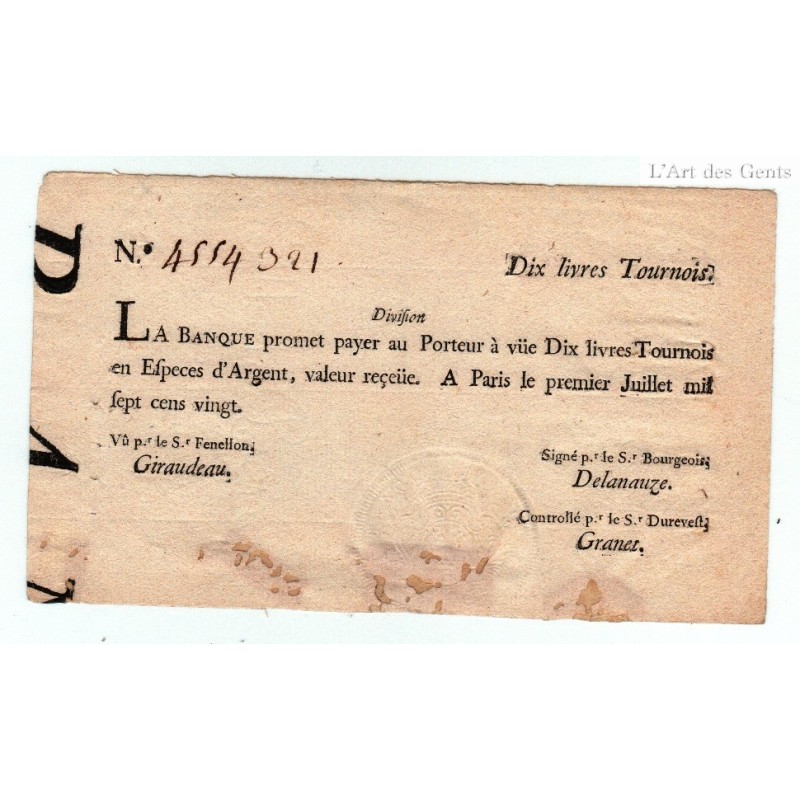 L'Art des Gents
N.º 4554321
Dix livres Tournois.
Diviſion
LA BANQUE promet payer au Porteur à vüe Dix livres Tournois
en Eſpeces d'Argent, valeur reçeüe. A Paris le premier Juillet mil
ſept cens vingt.
Vû p.r le S.r Fenellon;
Giraudeau.
Signé p.r le S.r Bourgeois;
Delanauze.
Controllé p.r le S.r Dureveſt;
Granet.